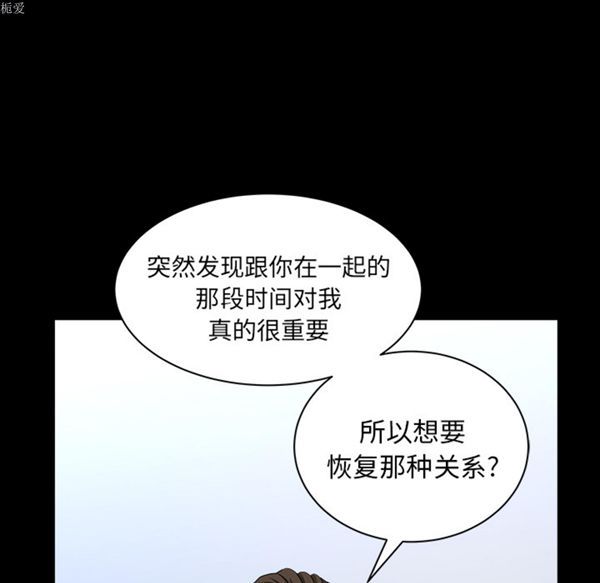 栀爱
突然发现跟你在一起的
那段时间对我
真的很重要
所以想要
恢复那种关系?